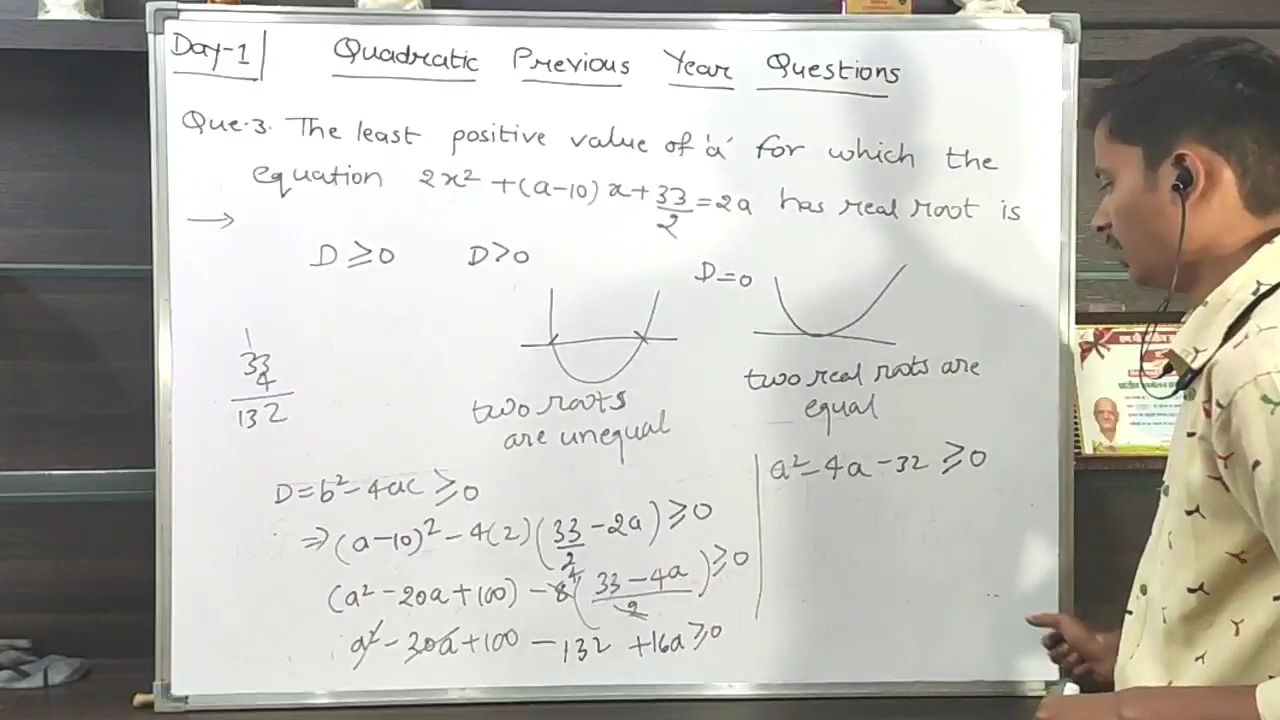 Day-1 Quadratic Previous Year Questions
Que.3. The least positive value of 'a' for which the
equation 2x² + (a-10) x + 33/2 = 2a has real root is
→
D ≥ 0 D > 0 D = 0
1
33
4
132
two roots
are unequal
two real roots are
equal
D = b² - 4ac ≥ 0
⇒ (a-10)² - 4(2) (33/2 - 2a) ≥ 0
(a² - 20a + 100) - 8⁴ ((33 - 4a)/2) ≥ 0
a² - 20a + 100 - 132 + 16a ≥ 0
a² - 4a - 32 ≥ 0